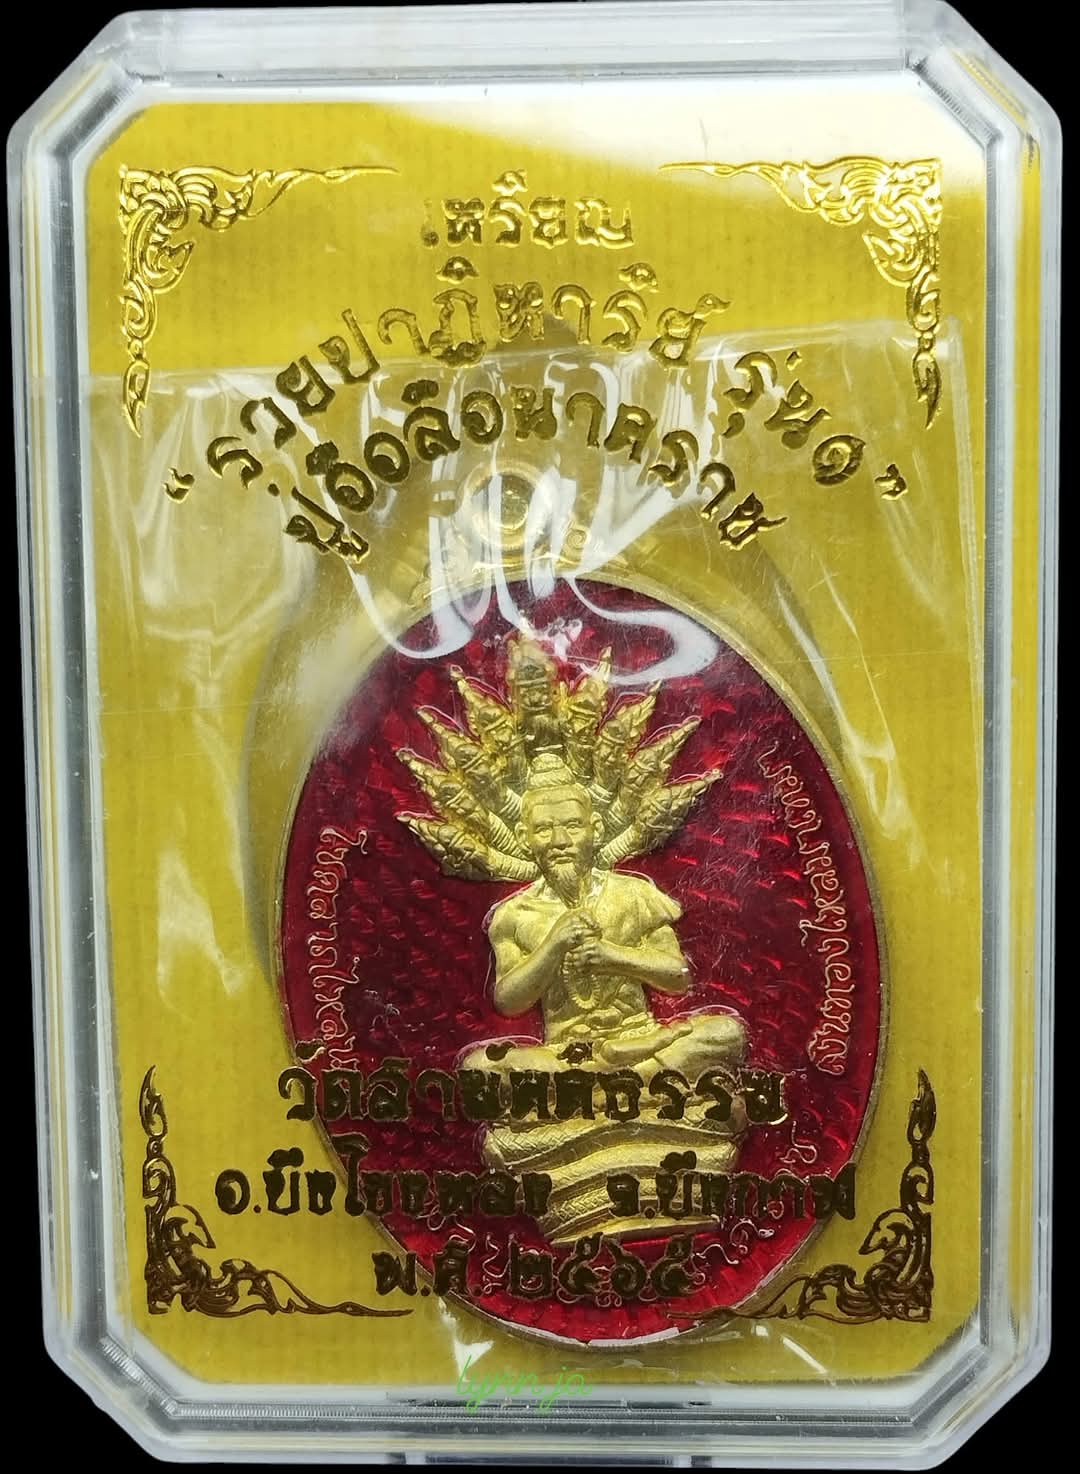 เหรียญ
“รวยปาฏิหาริย์ รุ่น๑”
ปู่อือลือนาคราช
วัดสายัคค์ธรรม
อ.บึงโขงหลง จ.บึงกาฬ
พ.ศ. ๒๕๖๕
lynn ja